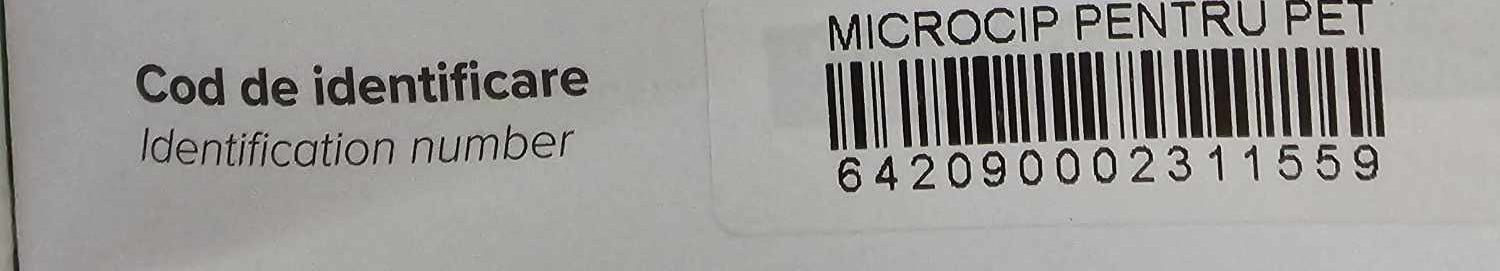 Cod de identificare
Identification number
MICROCIP PENTRU PET
642090002311559